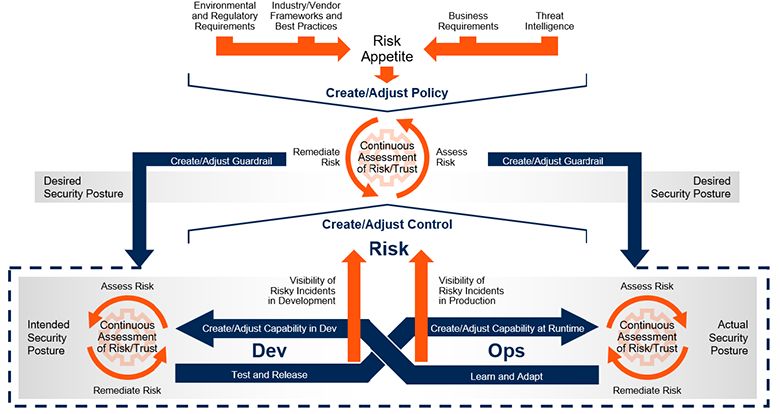 Environmental
and Regulatory
Requirements
Industry/Vendor
Frameworks and
Best Practices
Risk
Appetite
Business
Requirements
Threat
Intelligence
Create/Adjust Policy
Create/Adjust Guardrail
Remediate
Risk
Continuous
Assessment
of Risk/Trust
Assess
Risk
Create/Adjust Guardrail
Desired
Security Posture
Desired
Security Posture
Create/Adjust Control
Risk
Visibility of
Risky Incidents
in Development
Visibility of
Risky Incidents
in Production
Intended
Security
Posture
Assess Risk
Continuous
Assessment
of Risk/Trust
Remediate Risk
Create/Adjust Capability in Dev
Dev
Test and Release
Create/Adjust Capability at Runtime
Ops
Learn and Adapt
Assess Risk
Continuous
Assessment
of Risk/Trust
Remediate Risk
Actual
Security
Posture